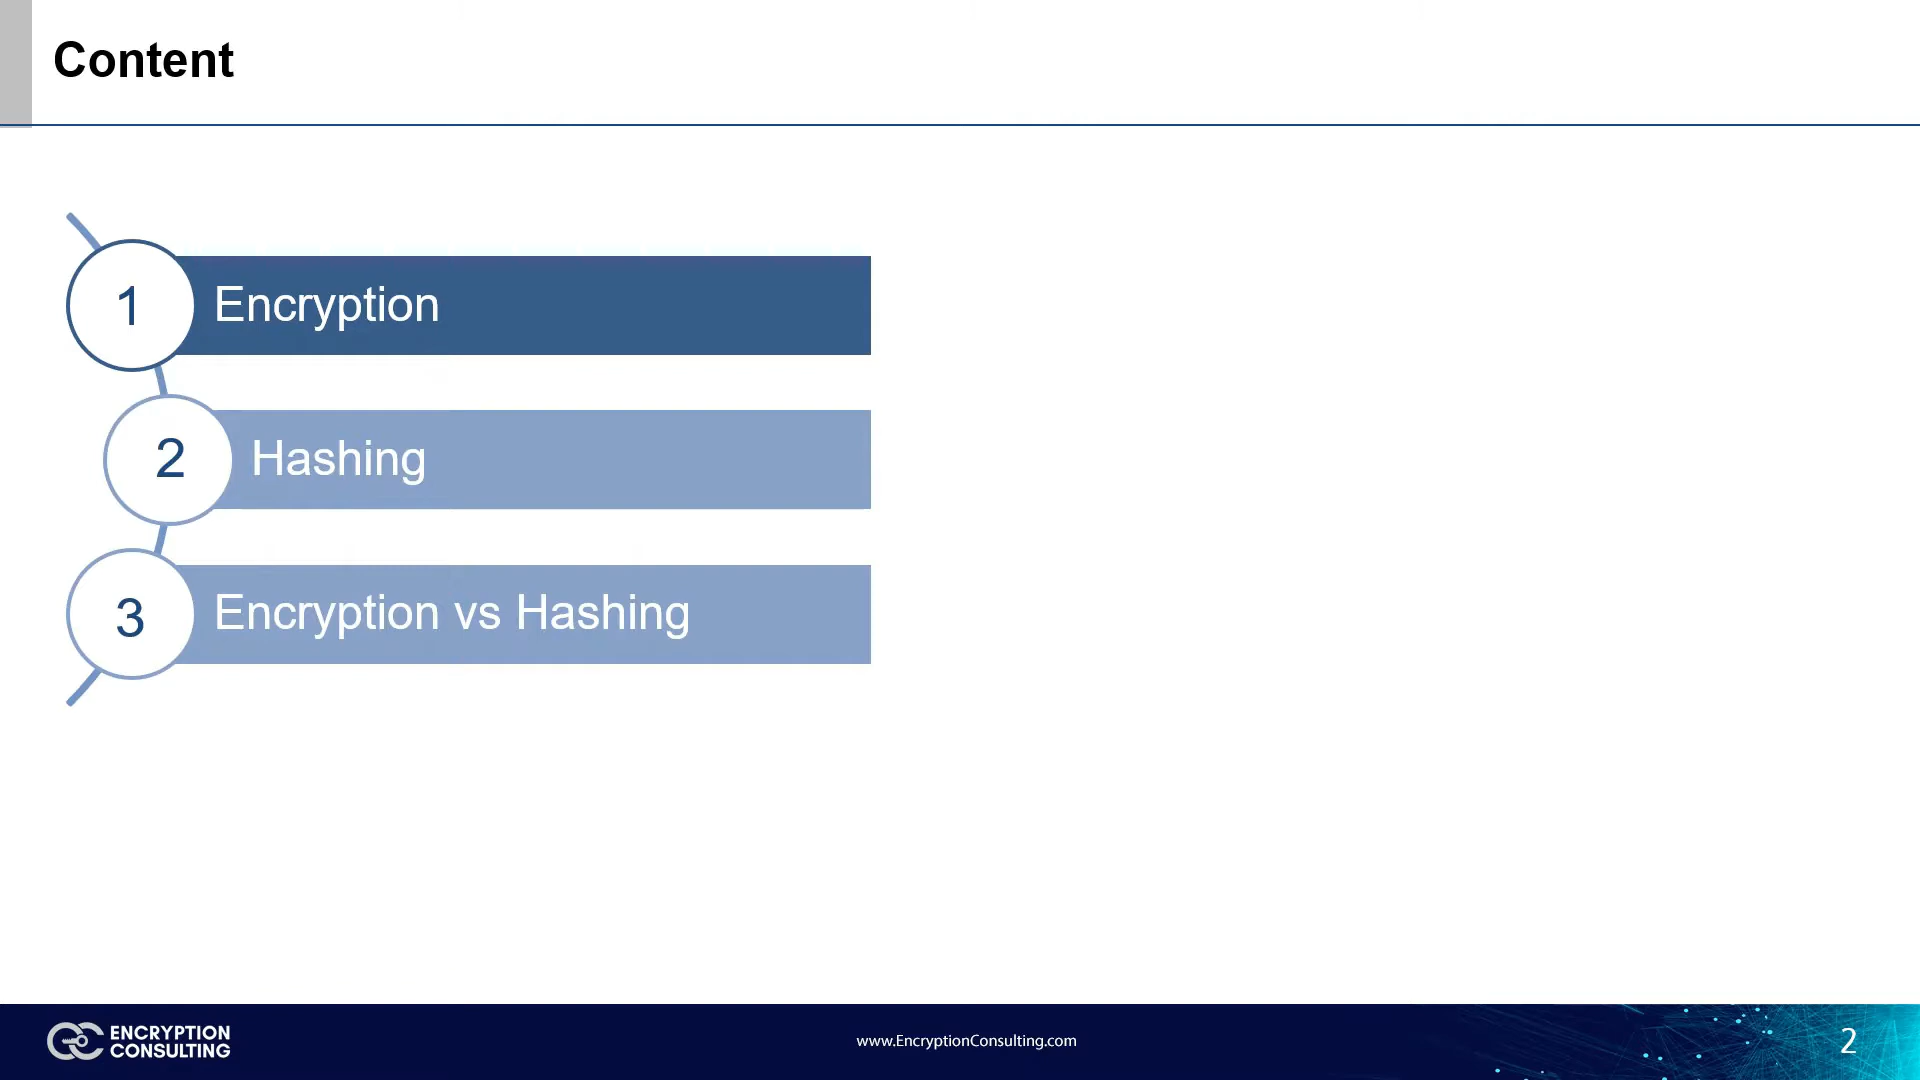 Content
1
Encryption
2
Hashing
3
Encryption vs Hashing
ENCRYPTION
CONSULTING
www.EncryptionConsulting.com
2